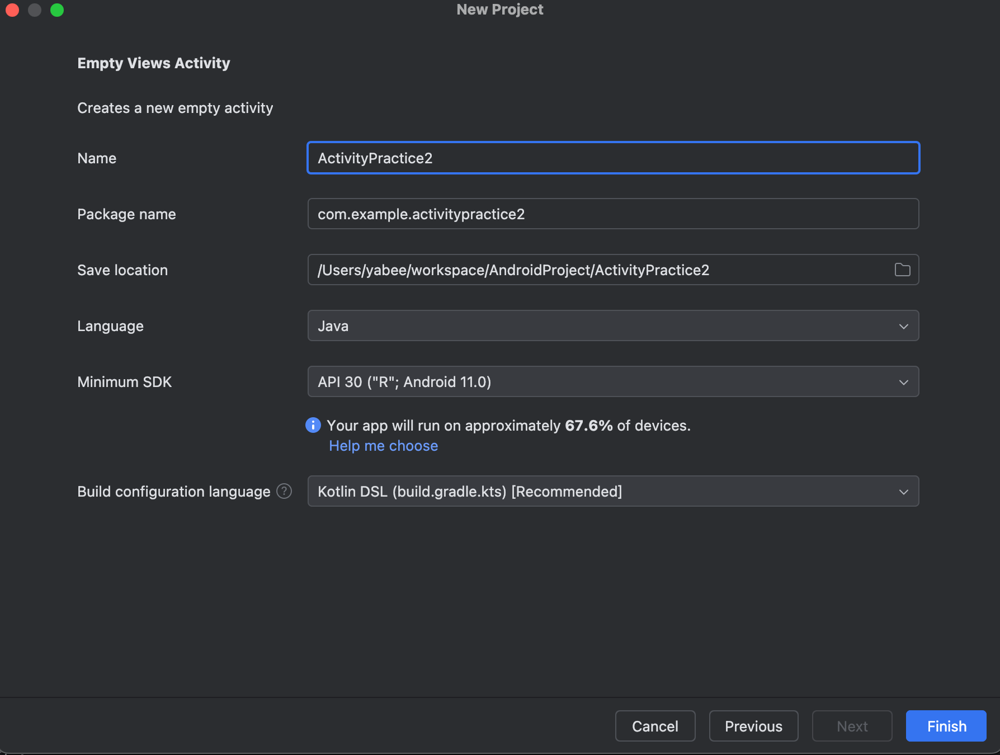 New Project
Empty Views Activity
Creates a new empty activity
Name
ActivityPractice2
Package name
com.example.activitypractice2
Save location
/Users/yabee/workspace/AndroidProject/ActivityPractice2
Language
Java
Minimum SDK
API 30 ("R"; Android 11.0)
Your app will run on approximately 67.6% of devices.
Help me choose
Build configuration language ?
Kotlin DSL (build.gradle.kts) [Recommended]
Cancel
Previous
Next
Finish